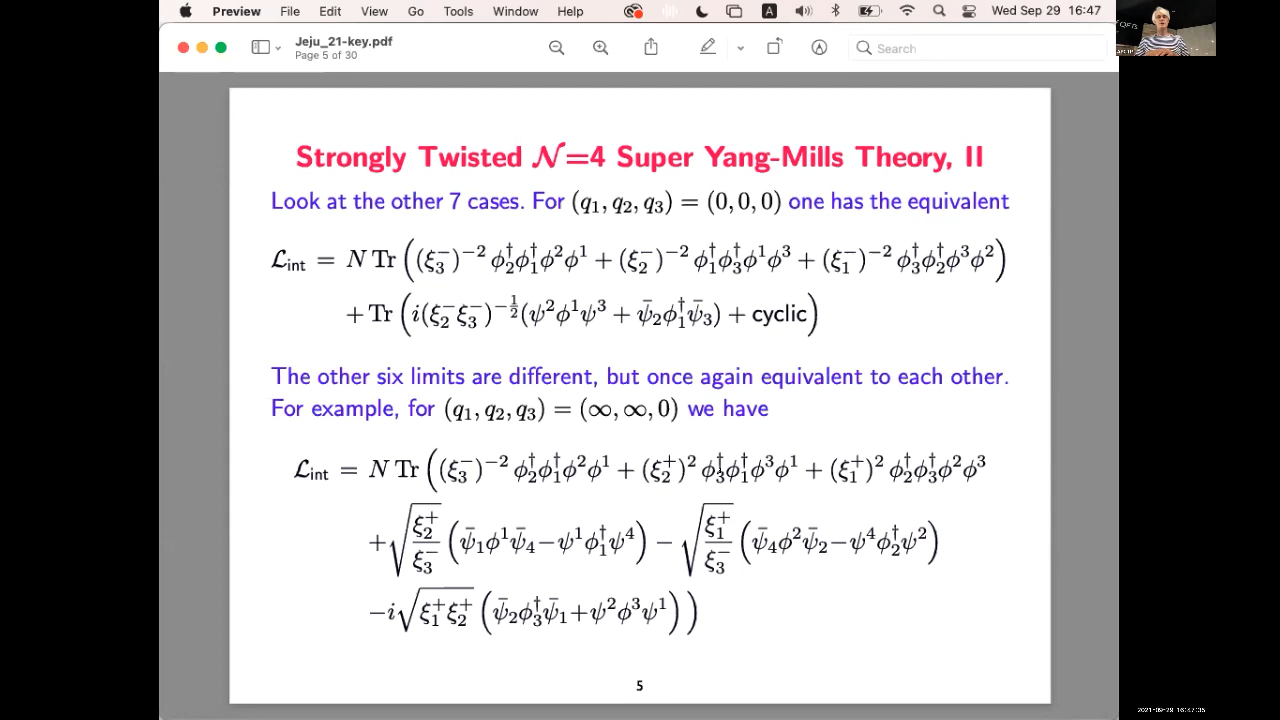 Preview File Edit View Go Tools Window Help A Wed Sep 29 16:47
Jeju_21-key.pdf
Page 5 of 30
Search
Strongly Twisted 𝒩=4 Super Yang-Mills Theory, II
Look at the other 7 cases. For (q₁, q₂, q₃) = (0, 0, 0) one has the equivalent
ℒ_int = N Tr ((ξ₃⁻)⁻² φ₂†φ₁†φ²φ¹ + (ξ₂⁻)⁻² φ₁†φ₃†φ¹φ³ + (ξ₁⁻)⁻² φ₃†φ₂†φ³φ²)
+ Tr (i(ξ₂⁻ξ₃⁻)^{-1/2}(ψ²φ¹ψ³ + ψ̄₂φ₁†ψ̄₃) + cyclic)
The other six limits are different, but once again equivalent to each other.
For example, for (q₁, q₂, q₃) = (∞, ∞, 0) we have
ℒ_int = N Tr ((ξ₃⁻)⁻² φ₂†φ₁†φ²φ¹ + (ξ₂⁺)² φ₃†φ₁†φ³φ¹ + (ξ₁⁺)² φ₂†φ₃†φ²φ³
+√(ξ₂⁺/ξ₃⁻) (ψ̄₁φ¹ψ̄₄−ψ¹φ₁†ψ⁴) − √(ξ₁⁺/ξ₃⁻) (ψ̄₄φ²ψ̄₂−ψ⁴φ₂†ψ²)
−i√(ξ₁⁺ξ₂⁺) (ψ̄₂φ₃†ψ̄₁+ψ²φ³ψ¹))
5
2021-09-29 16:47:35